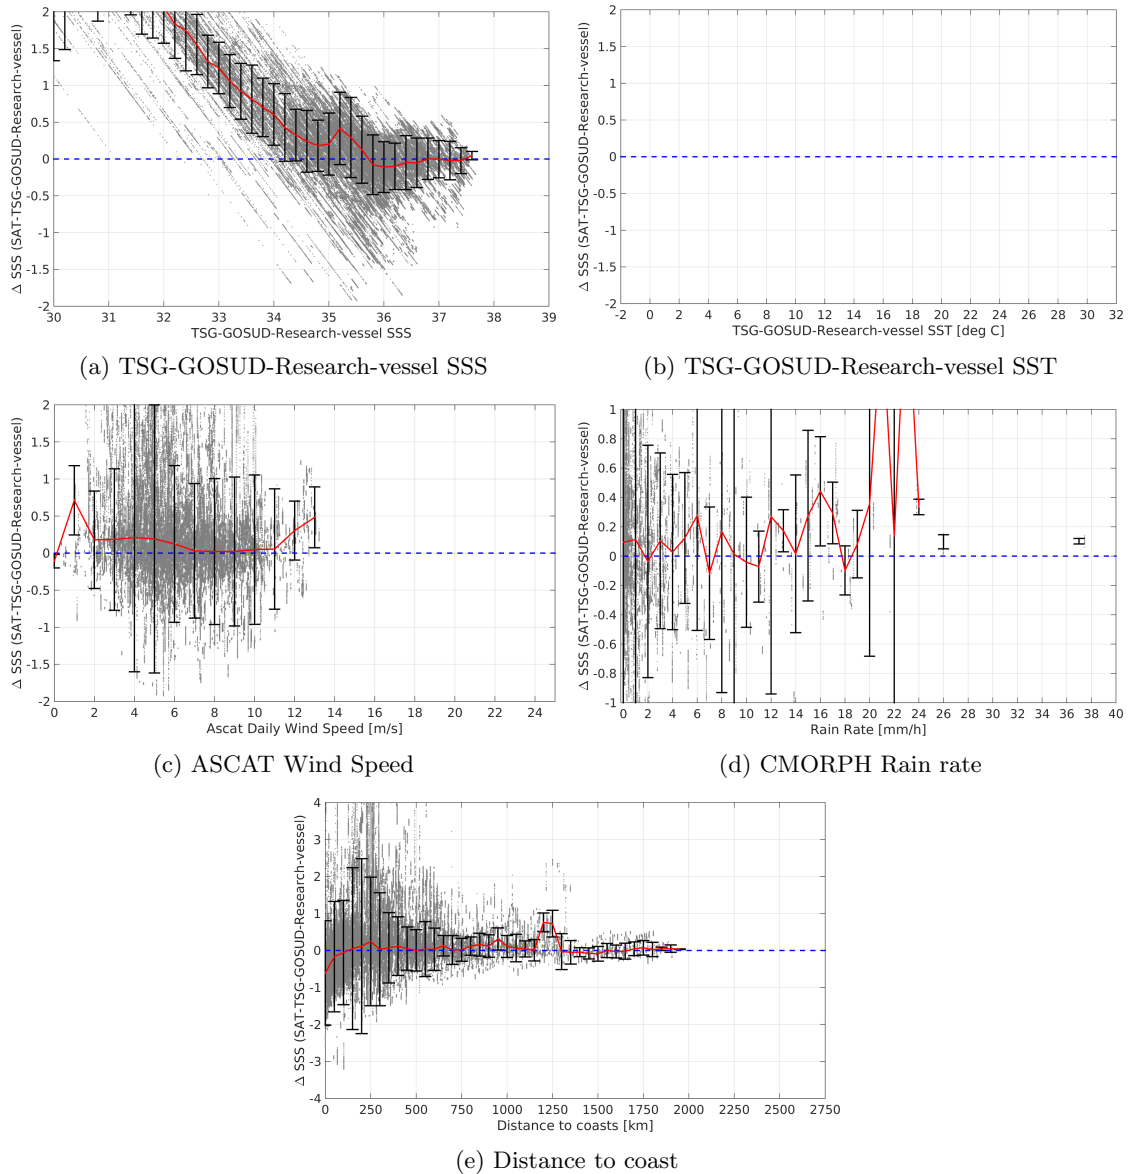 Δ SSS (SAT-TSG-GOSUD-Research-vessel)
2
1.5
1
0.5
0
-0.5
-1
-1.5
-2
30 31 32 33 34 35 36 37 38 39
TSG-GOSUD-Research-vessel SSS
(a) TSG-GOSUD-Research-vessel SSS
Δ SSS (SAT-TSG-GOSUD-Research-vessel)
2
1.5
1
0.5
0
-0.5
-1
-1.5
-2
-2 0 2 4 6 8 10 12 14 16 18 20 22 24 26 28 30 32
TSG-GOSUD-Research-vessel SST [deg C]
(b) TSG-GOSUD-Research-vessel SST
Δ SSS (SAT-TSG-GOSUD-Research-vessel)
2
1.5
1
0.5
0
-0.5
-1
-1.5
-2
0 2 4 6 8 10 12 14 16 18 20 22 24
Ascat Daily Wind Speed [m/s]
(c) ASCAT Wind Speed
Δ SSS (SAT-TSG-GOSUD-Research-vessel)
1
0.8
0.6
0.4
0.2
0
-0.2
-0.4
-0.6
-0.8
-1
0 2 4 6 8 10 12 14 16 18 20 22 24 26 28 30 32 34 36 38 40
Rain Rate [mm/h]
(d) CMORPH Rain rate
Δ SSS (SAT-TSG-GOSUD-Research-vessel)
4
3
2
1
0
-1
-2
-3
-4
0 250 500 750 1000 1250 1500 1750 2000 2250 2500 2750
Distance to coasts [km]
(e) Distance to coast